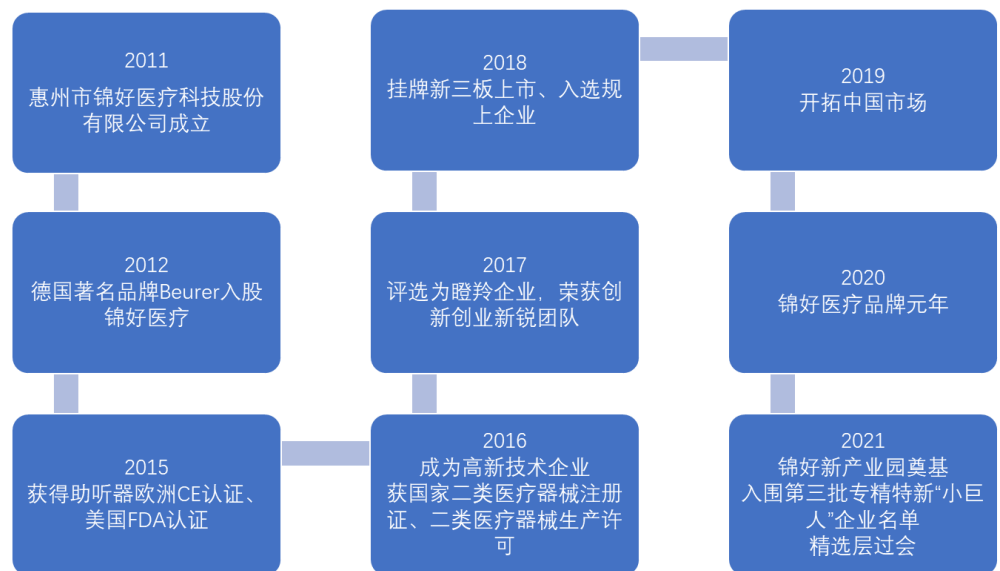 2011
惠州市锦好医疗科技股份
有限公司成立
2012
德国著名品牌Beurer入股
锦好医疗
2015
获得助听器欧洲CE认证、
美国FDA认证
2016
成为高新技术企业
获国家二类医疗器械注册
证、二类医疗器械生产许
可
2017
评选为瞪羚企业，荣获创
新创业新锐团队
2018
挂牌新三板上市、入选规
上企业
2019
开拓中国市场
2020
锦好医疗品牌元年
2021
锦好新产业园奠基
入围第三批专精特新“小巨
人”企业名单
精选层过会